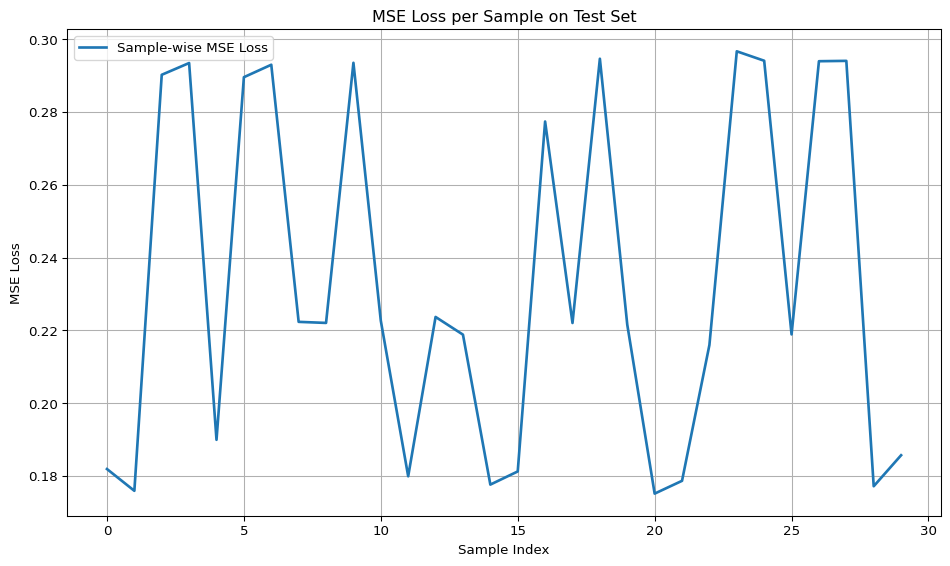 MSE Loss per Sample on Test Set
Sample-wise MSE Loss
MSE Loss
0.30
0.28
0.26
0.24
0.22
0.20
0.18
0 5 10 15 20 25 30
Sample Index